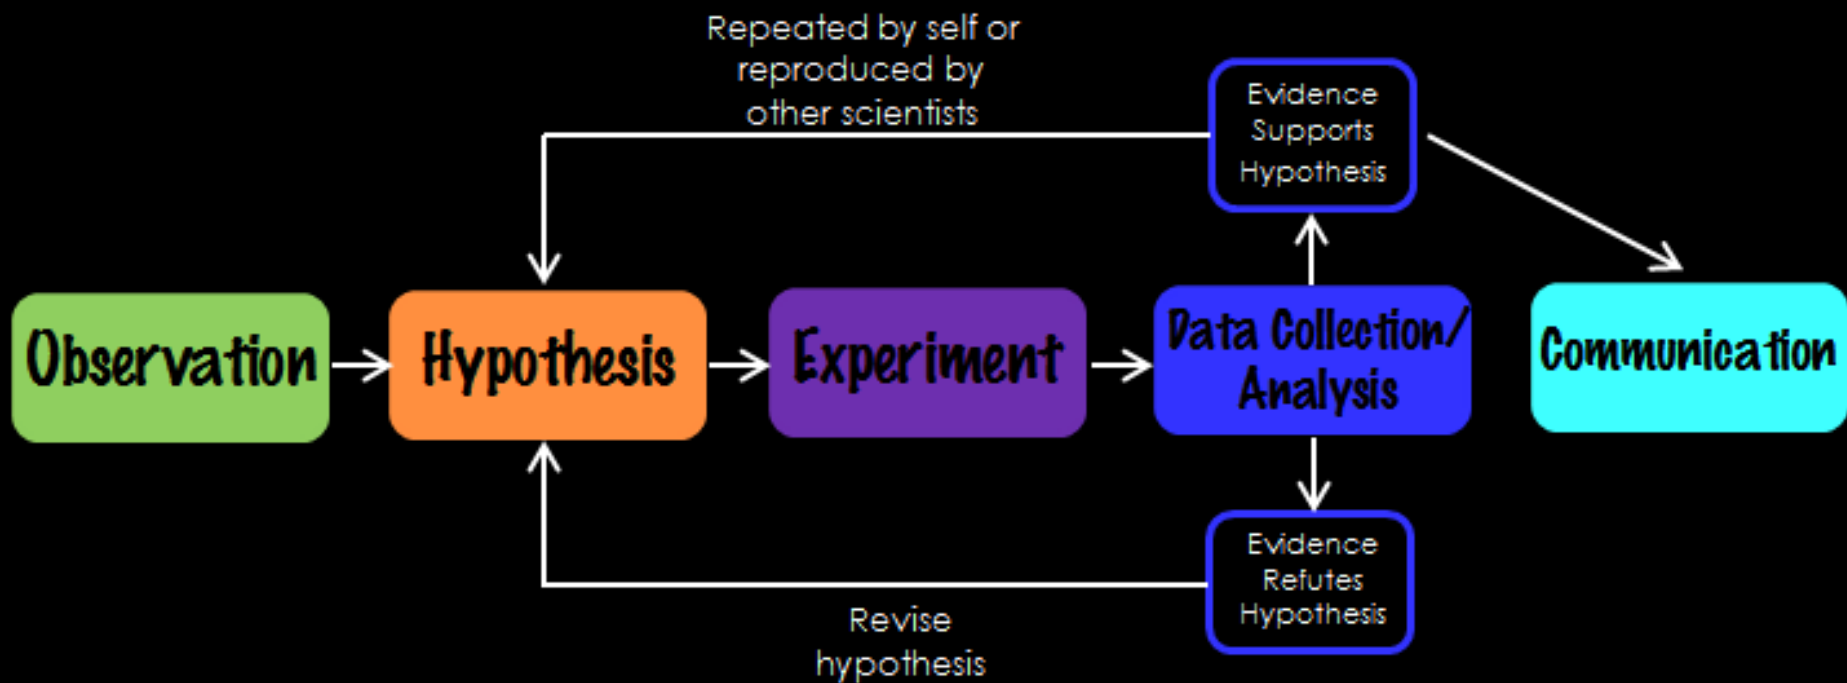 Repeated by self or
reproduced by
other scientists
Evidence
Supports
Hypothesis
Observation
Hypothesis
Experiment
Data Collection/
Analysis
Communication
Evidence
Refutes
Hypothesis
Revise
hypothesis